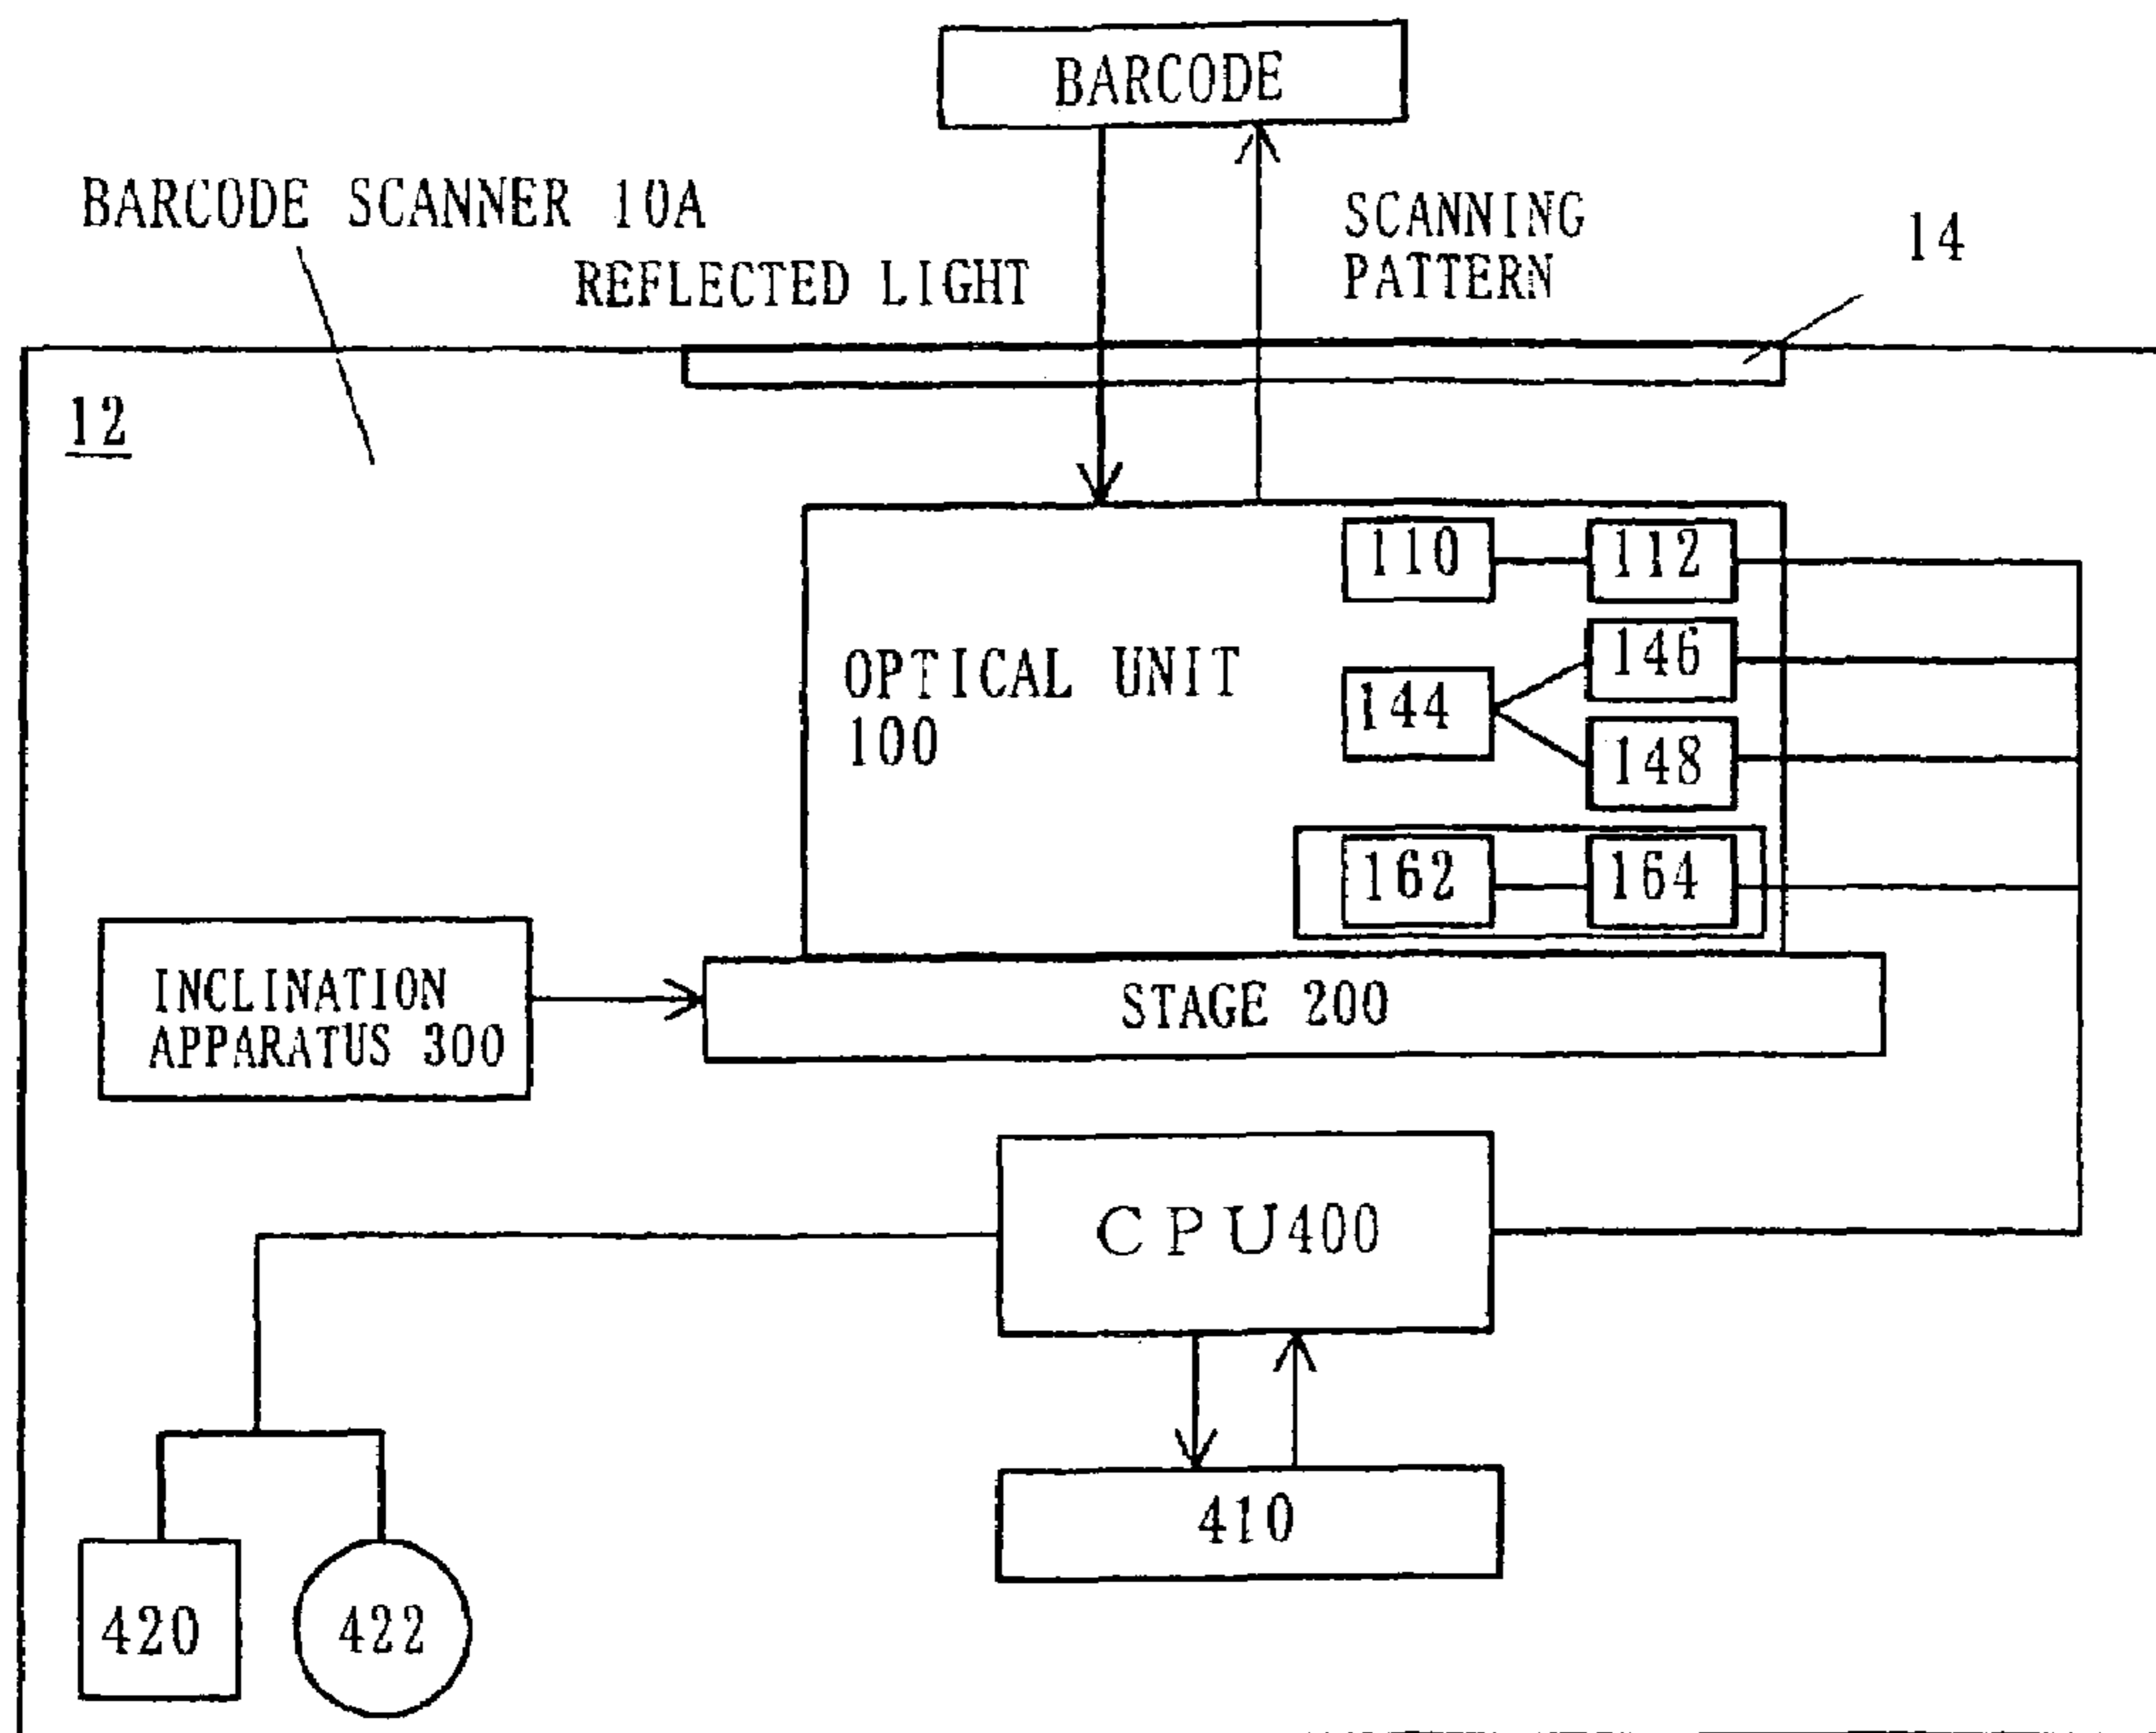 BARCODE
BARCODE SCANNER 10A
SCANNING
PATTERN
14
REFLECTED LIGHT
12
110
112
146
OPTICAL UNIT
100
144
148
162
164
INCLINATION
APPARATUS 300
STAGE 200
CPU400
410
420
422